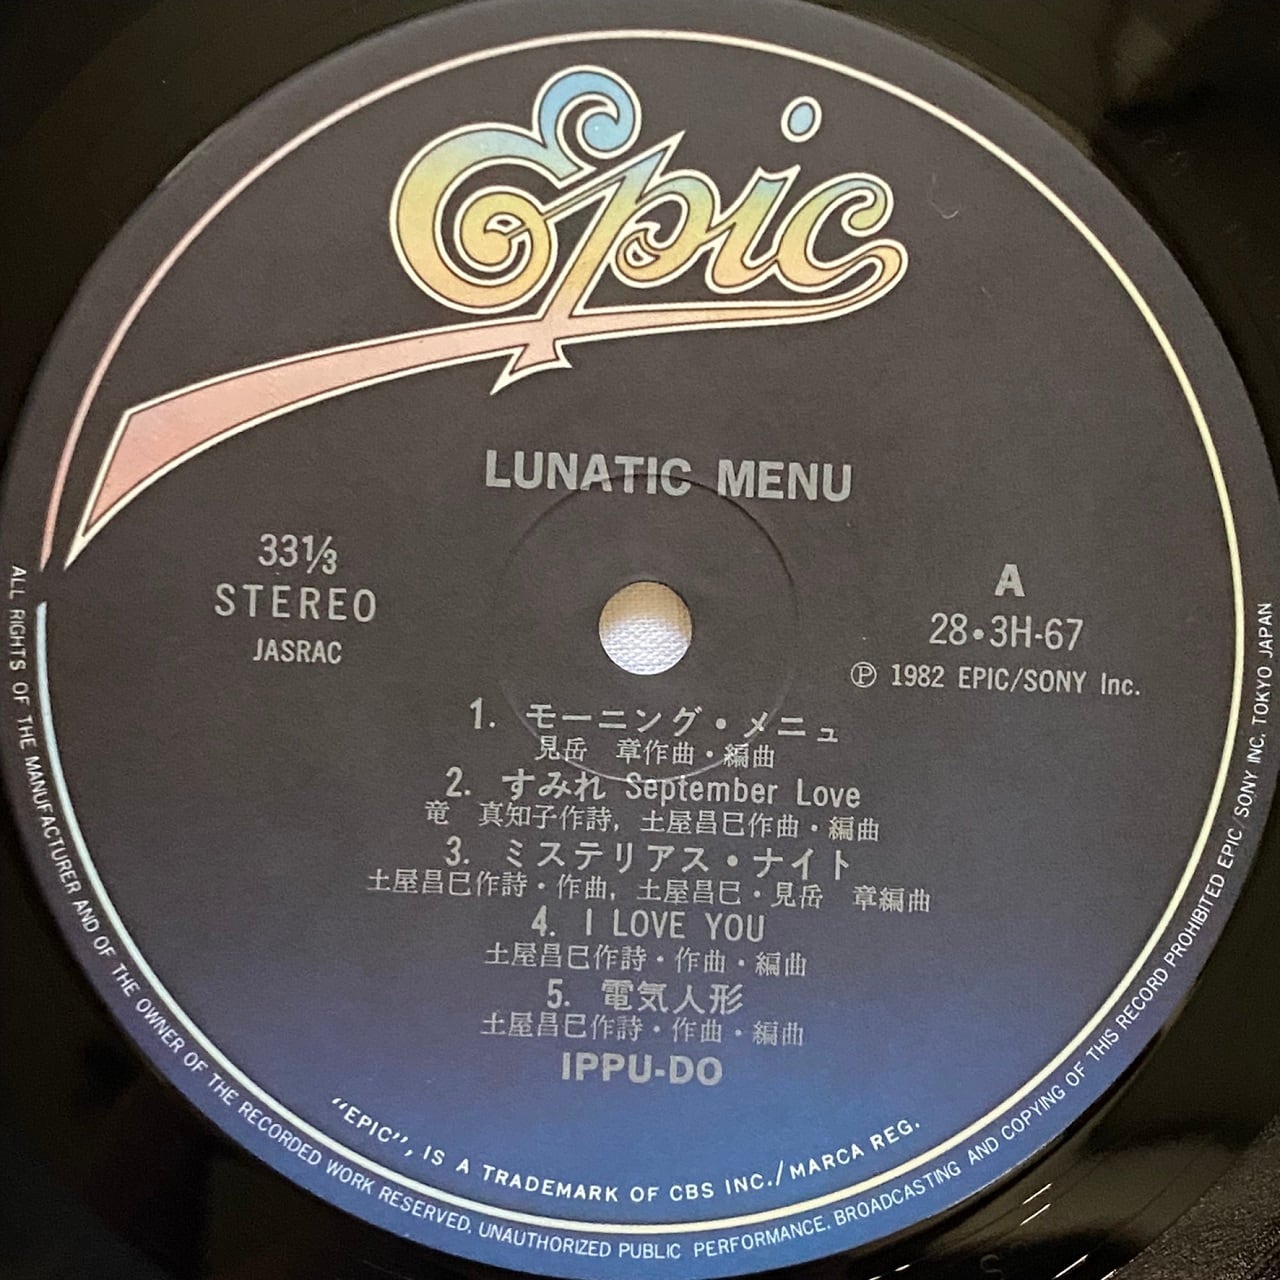 Epic
LUNATIC MENU
33⅓
STEREO
JASRAC
A
28・3H-67
Ⓟ 1982 EPIC/SONY Inc.
1. モーニング・メニュ
見岳 章作曲・編曲
2. すみれ September Love
竜 真知子作詩, 土屋昌巳作曲・編曲
3. ミステリアス・ナイト
土屋昌巳作詩・作曲, 土屋昌巳・見岳 章編曲
4. I LOVE YOU
土屋昌巳作詩・作曲・編曲
5. 電気人形
土屋昌巳作詩・作曲・編曲
IPPU-DO
"EPIC", IS A TRADEMARK OF CBS INC./MARCA REG.
ALL RIGHTS OF THE MANUFACTURER AND OF THE OWNER OF THE RECORDED WORK RESERVED. UNAUTHORIZED PUBLIC PERFORMANCE. BROADCASTING AND COPYING OF THIS RECORD PROHIBITED EPIC/SONY INC. TOKYO JAPAN